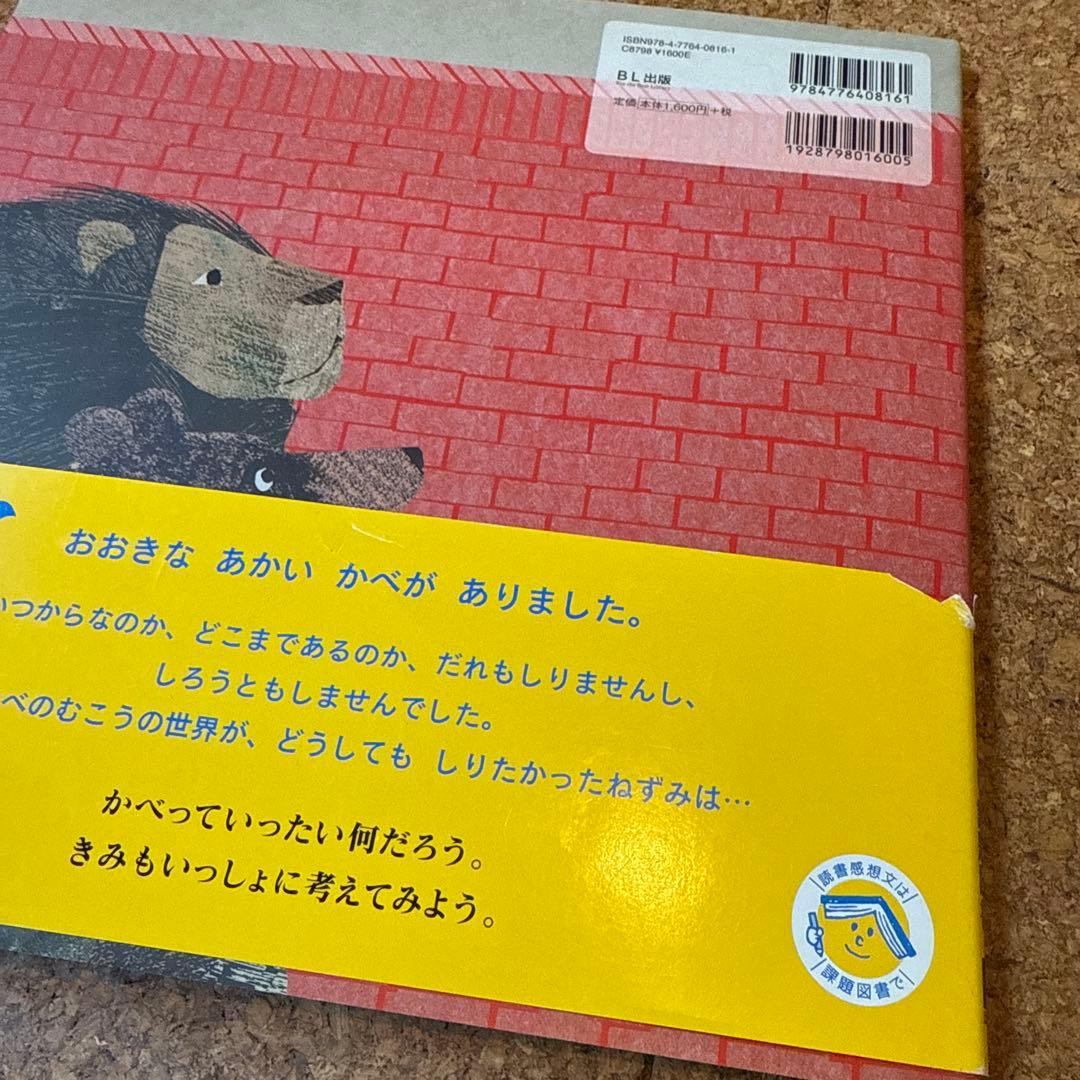 ISBN978-4-7764-0816-1
C8798 ¥1600E
BL出版
定価[本体1,600円]+税
9784776408161
1928798016005
おおきな あかい かべが ありました。
いつからなのか、どこまであるのか、だれもしりませんし、
しろうともしませんでした。
べのむこうの世界が、どうしても しりたかったねずみは…
かべっていったい何だろう。
きみもいっしょに考えてみよう。
読書感想文は
課題図書で